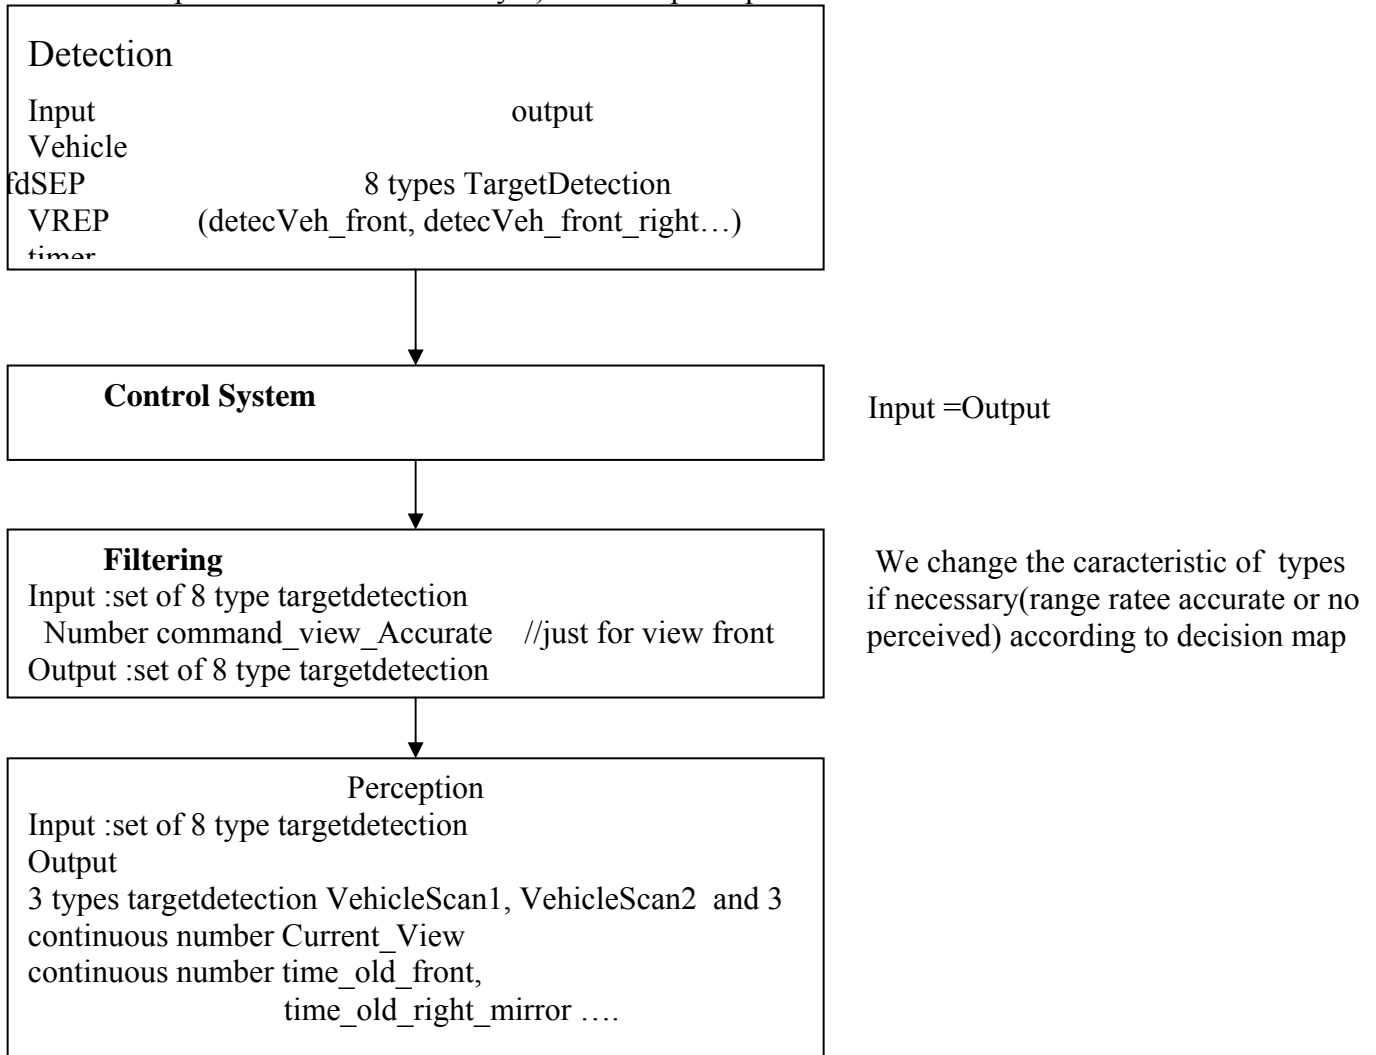 Detection
Input output
Vehicle
fdSEP 8 types TargetDetection
VREP (detecVeh_front, detecVeh_front_right…)
timer
Control System
Input =Output
Filtering
Input :set of 8 type targetdetection
Number command_view_Accurate //just for view front
Output :set of 8 type targetdetection
We change the caracteristic of types
if necessary(range ratee accurate or no
perceived) according to decision map
Perception
Input :set of 8 type targetdetection
Output
3 types targetdetection VehicleScan1, VehicleScan2 and 3
continuous number Current_View
continuous number time_old_front,
time_old_right_mirror ….